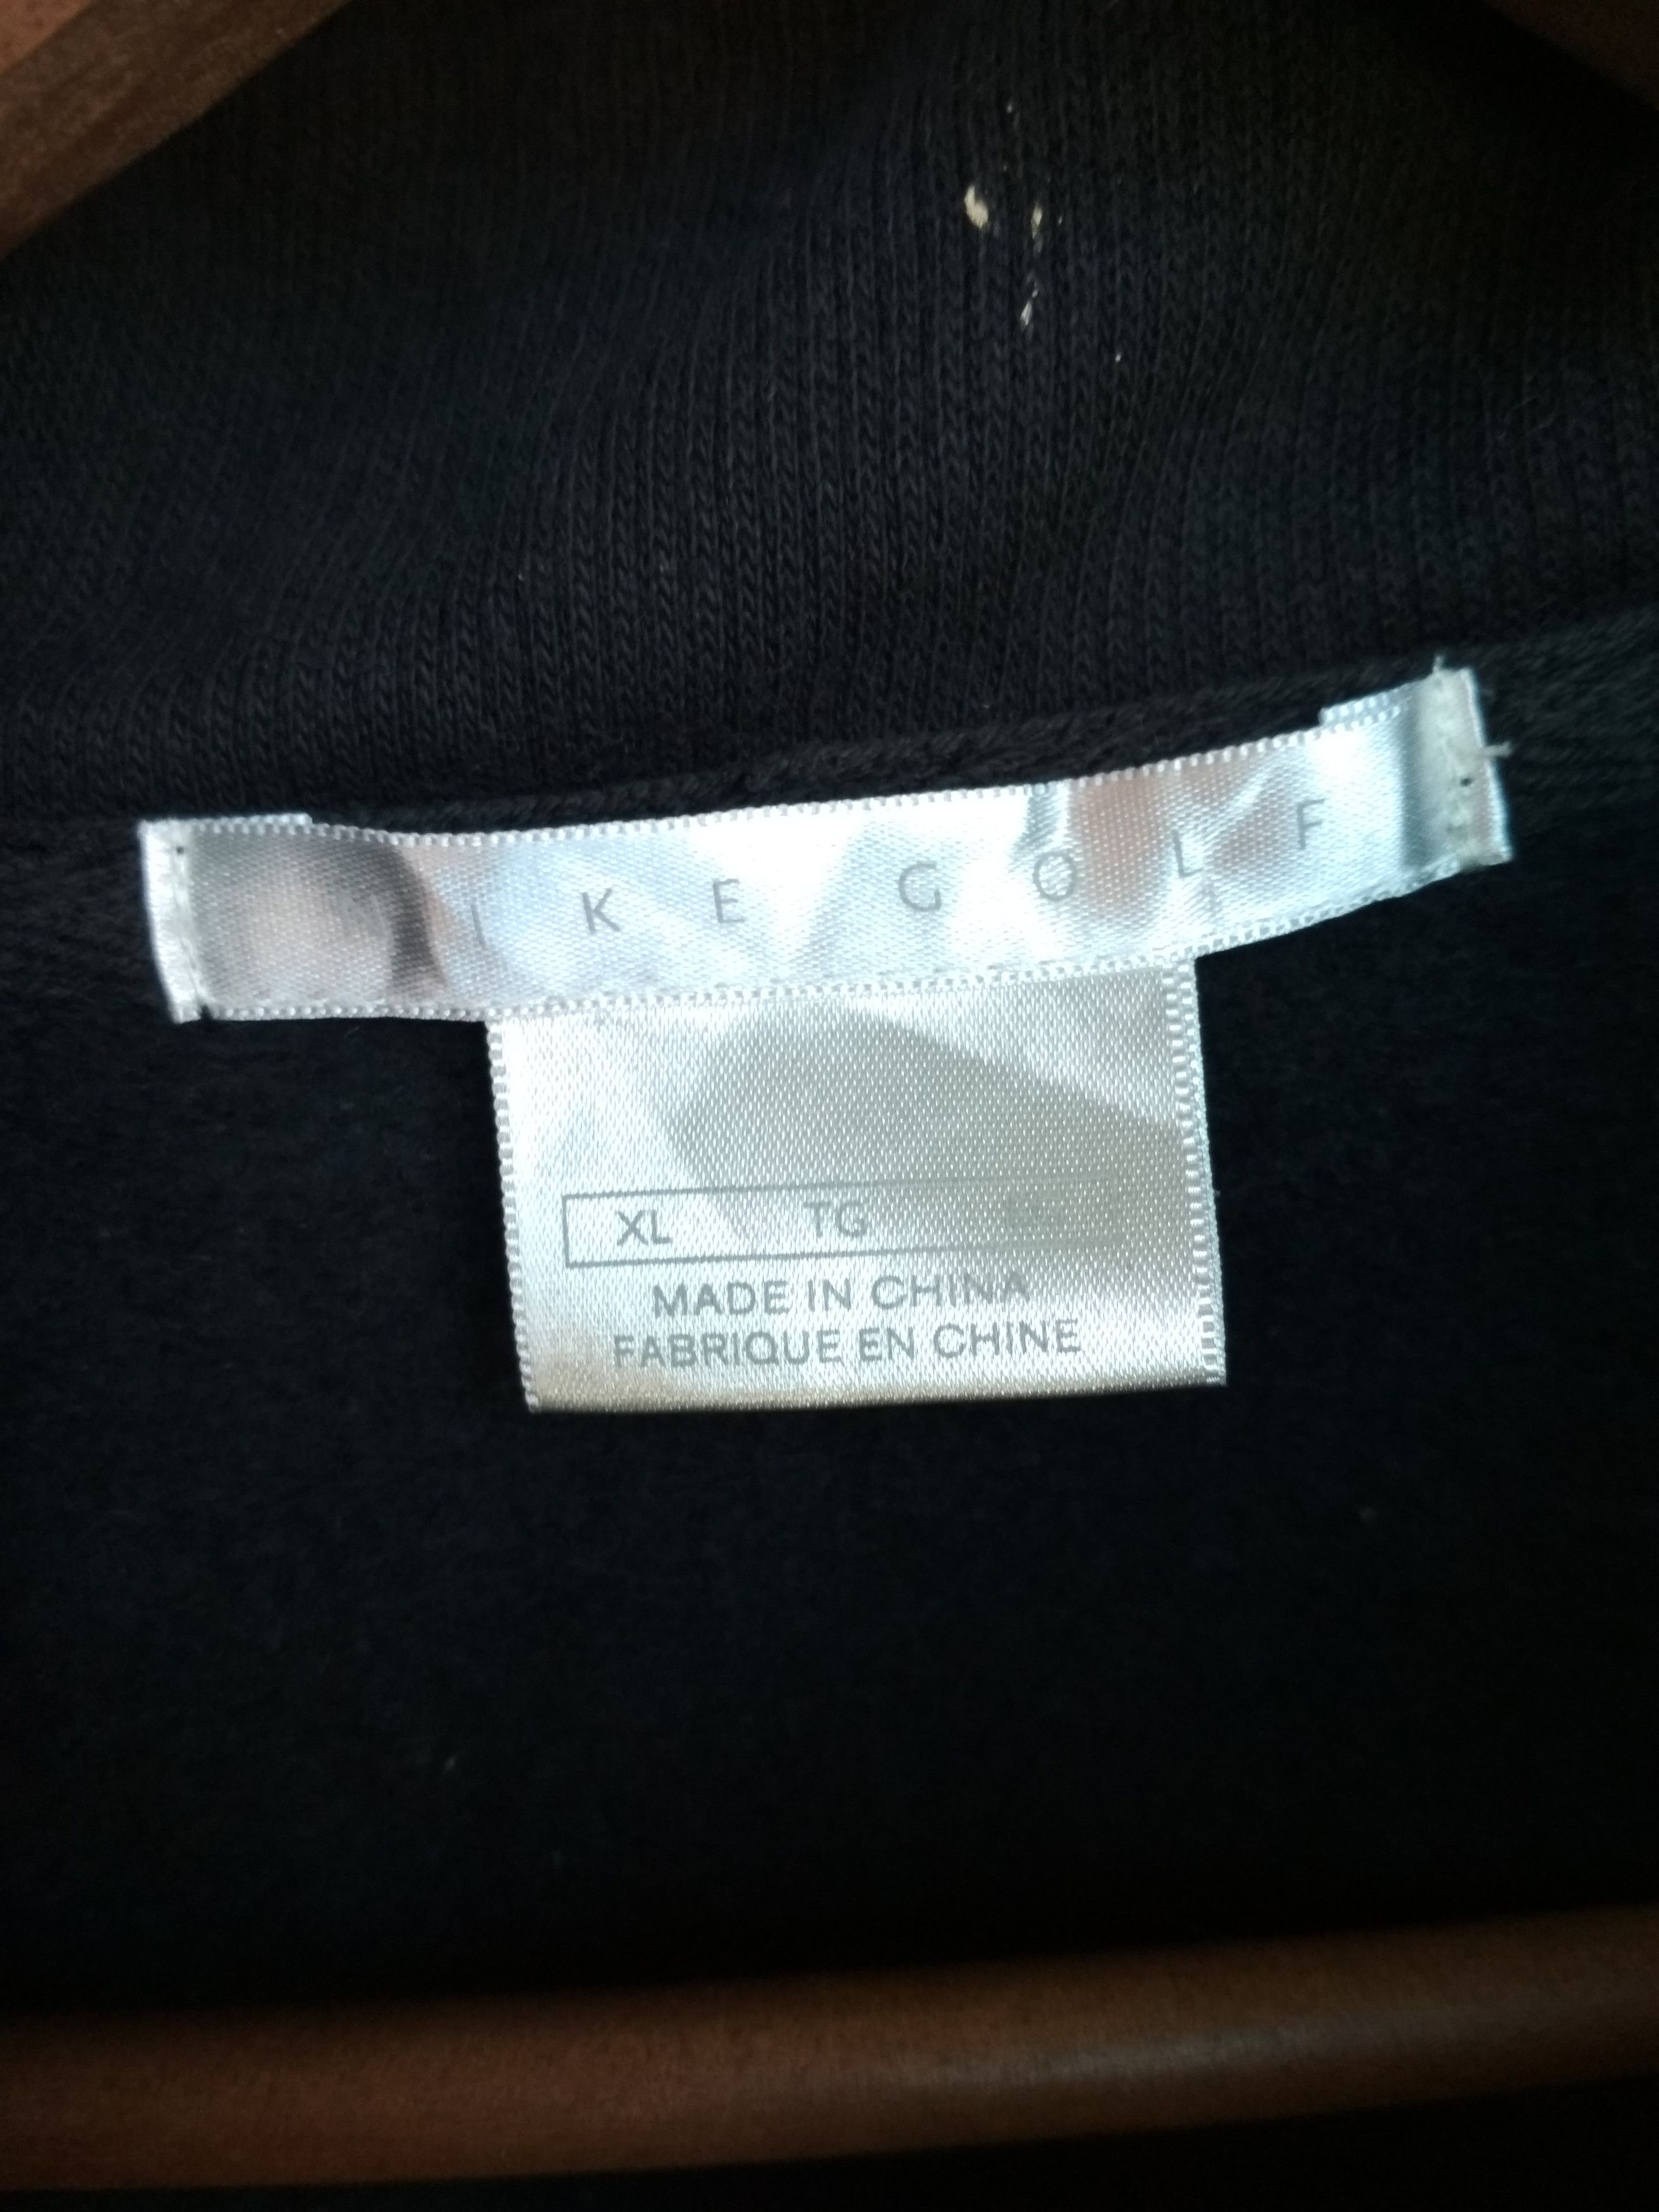 IKE GOLF
XL TG
MADE IN CHINA
FABRIQUE EN CHINE